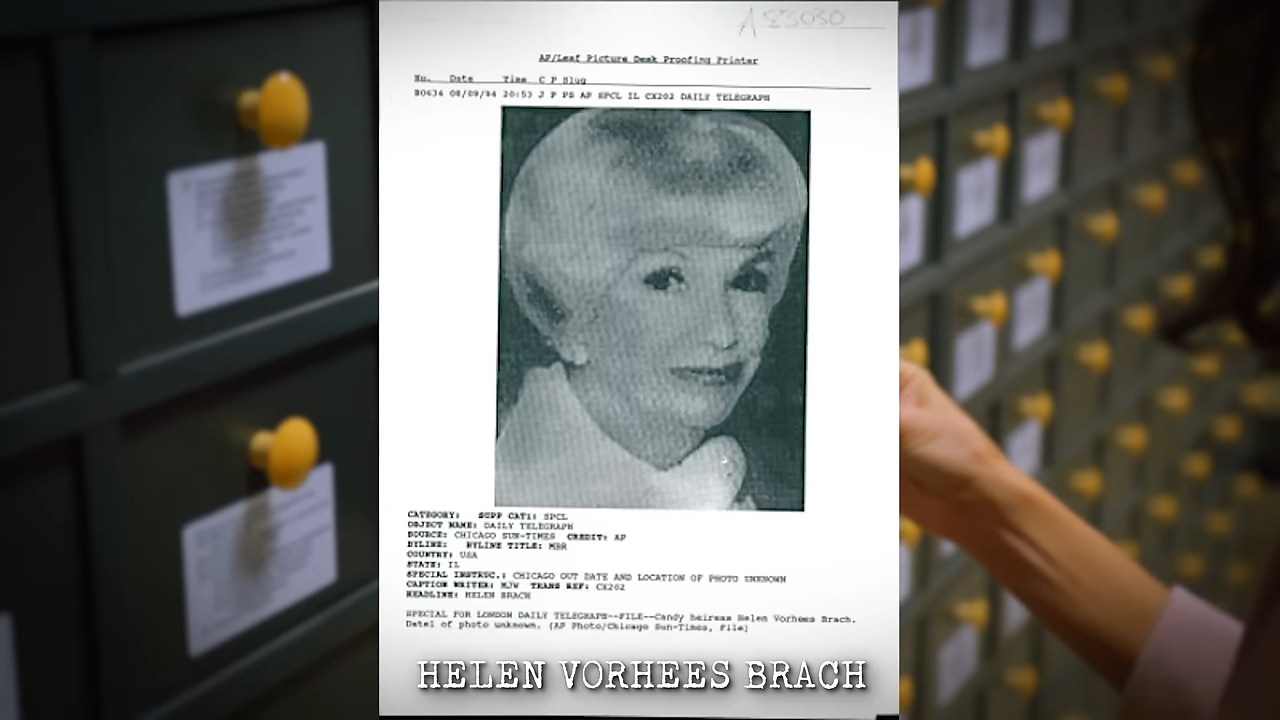 A 23030
AP/Leaf Picture Desk Proofing Printer
No. Date Time C P Slug
B0634 08/09/94 20:53 J P PS AP SPCL IL CX202 DAILY TELEGRAPH
CATEGORY: SUPP CAT1: SPCL
OBJECT NAME: DAILY TELEGRAPH
SOURCE: CHICAGO SUN-TIMES CREDIT: AP
BYLINE: BYLINE TITLE: MBR
COUNTRY: USA
STATE: IL
SPECIAL INSTRUC.: CHICAGO OUT DATE AND LOCATION OF PHOTO UNKNOWN
CAPTION WRITER: MJW TRANS REF: CX202
HEADLINE: HELEN BRACH
SPECIAL FOR LONDON DAILY TELEGRAPH--FILE--Candy heiress Helen Vorhees Brach.
Date1 of photo unknown. (AP Photo/Chicago Sun-Times, File)
HELEN VORHEES BRACH